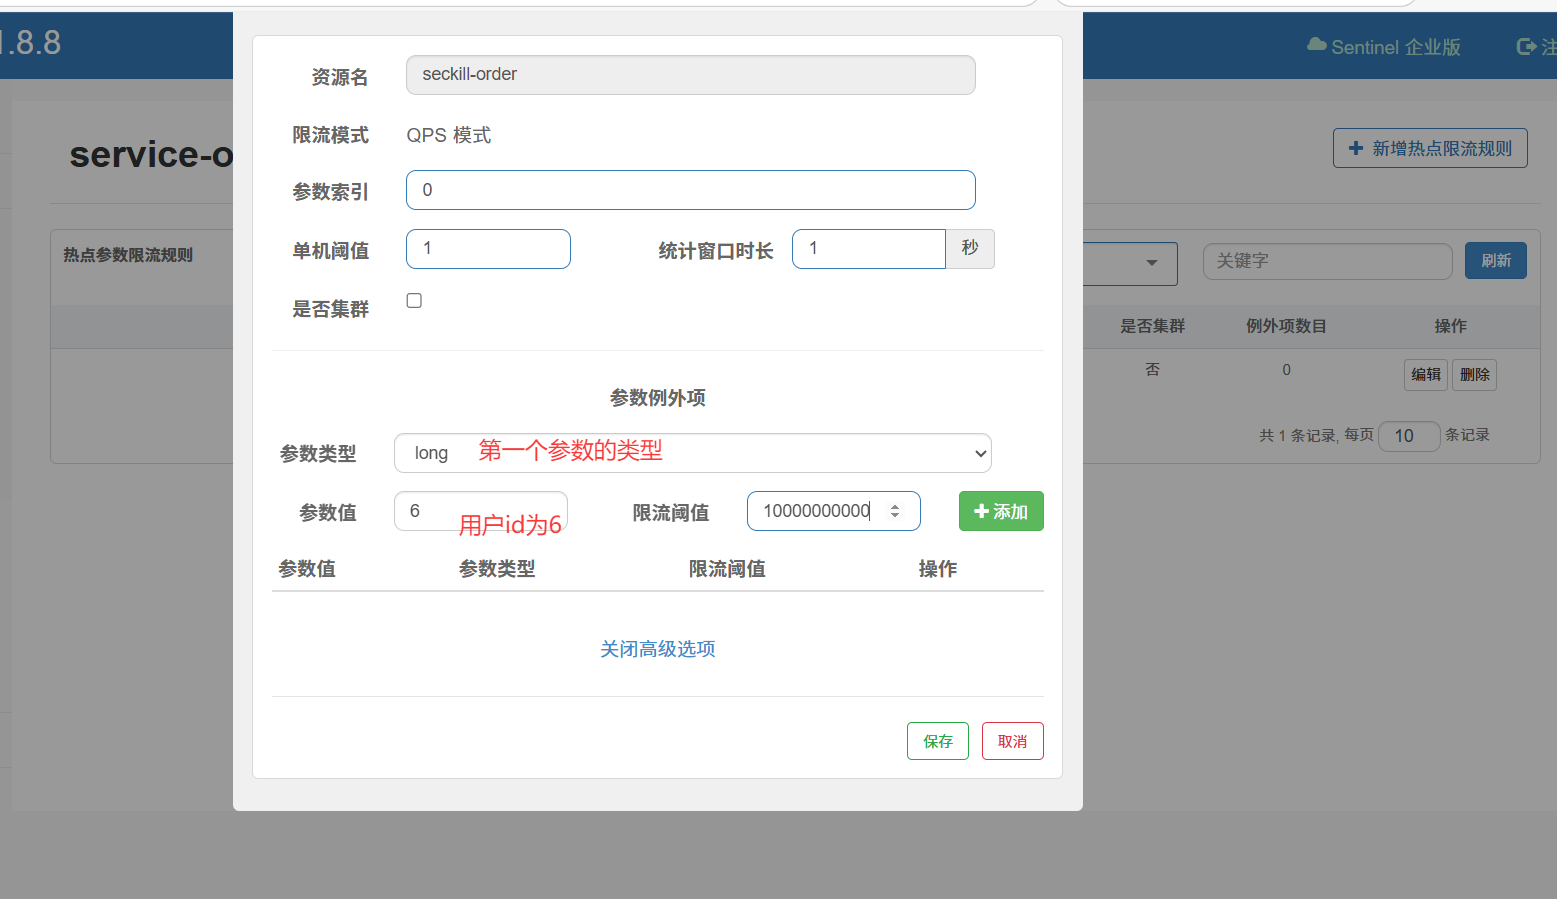 1.8.8
Sentinel 企业版
注
service-o
新增热点限流规则
热点参数限流规则
关键字
刷新
是否集群 例外项数目 操作
否 0 编辑 删除
共 1 条记录, 每页 10 条记录
资源名 seckill-order
限流模式 QPS 模式
参数索引 0
单机阈值 1 统计窗口时长 1 秒
是否集群
参数例外项
参数类型 long 第一个参数的类型
参数值 6 用户id为6 限流阈值 10000000000 添加
参数值 参数类型 限流阈值 操作
关闭高级选项
保存 取消